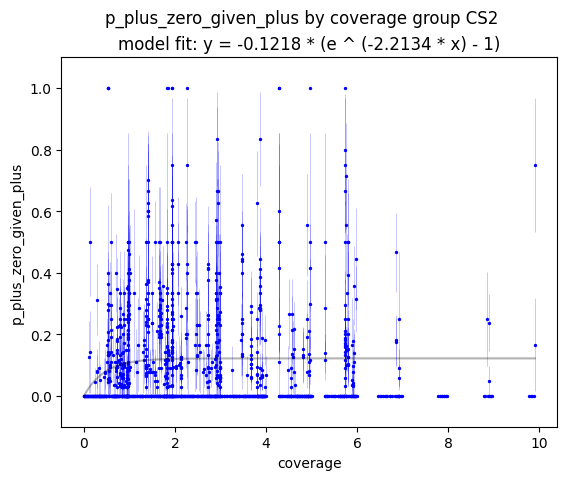 p_plus_zero_given_plus by coverage group CS2
model fit: y = -0.1218 * (e ^ (-2.2134 * x) - 1)
p_plus_zero_given_plus
1.0
0.8
0.6
0.4
0.2
0.0
0 2 4 6 8 10
coverage